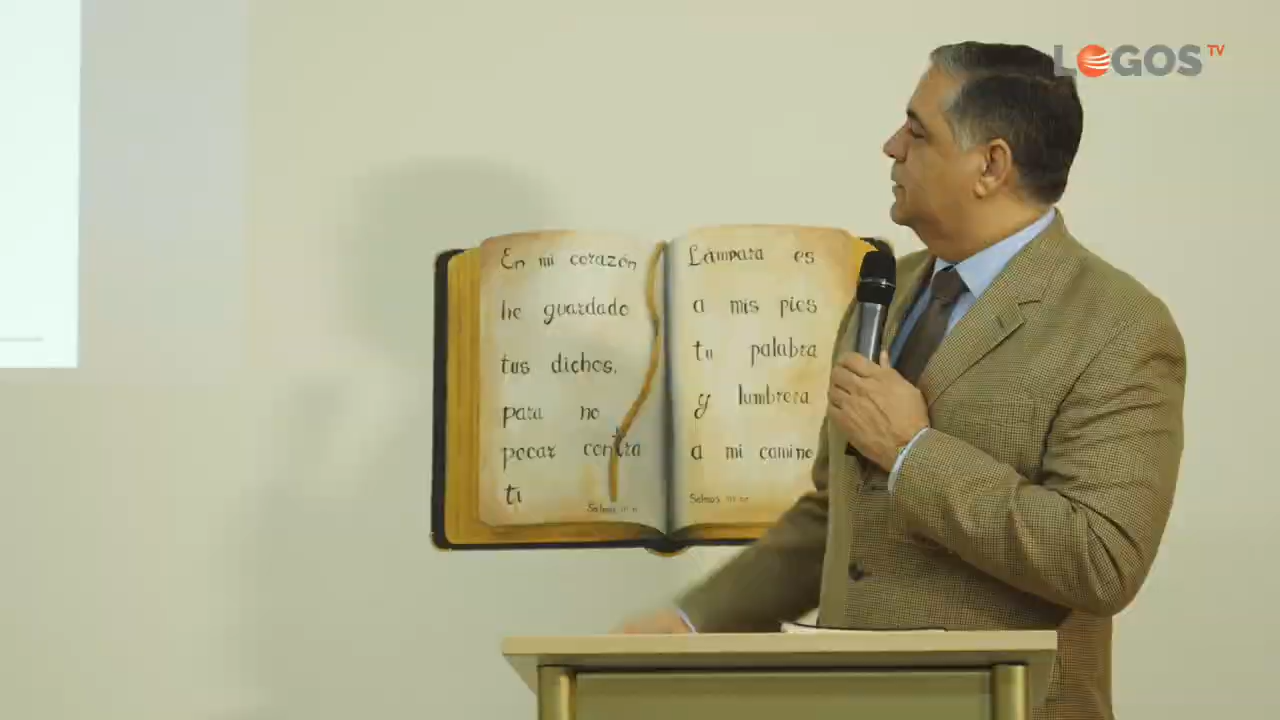 LOGOS TV
En mi corazón
he guardado
tus dichos,
para no
pecar contra
ti
Salmos
Lámpara es
a mis pies
tu palabra
y lumbrera
a mi camino
Salmos